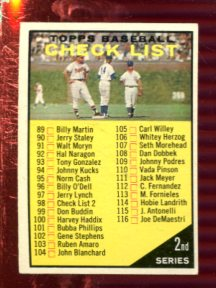 TOPPS BASEBALL
CHECK LIST
89 Billy Martin
90 Jerry Staley
91 Walt Moryn
92 Hal Naragon
93 Tony Gonzalez
94 Johnny Kucks
95 Norm Cash
96 Billy O'Dell
97 Jerry Lynch
98 Check List 2
99 Don Buddin
100 Harvey Haddix
101 Bubba Phillips
102 Gene Stephens
103 Ruben Amaro
104 John Blanchard
105 Carl Willey
106 Whitey Herzog
107 Seth Morehead
108 Dan Dobbek
109 Johnny Podres
110 Vada Pinson
111 Jack Meyer
112 C. Fernandez
113 M. Fornieles
114 Hobie Landrith
115 J. Antonelli
116 Joe DeMaestri
2nd
SERIES